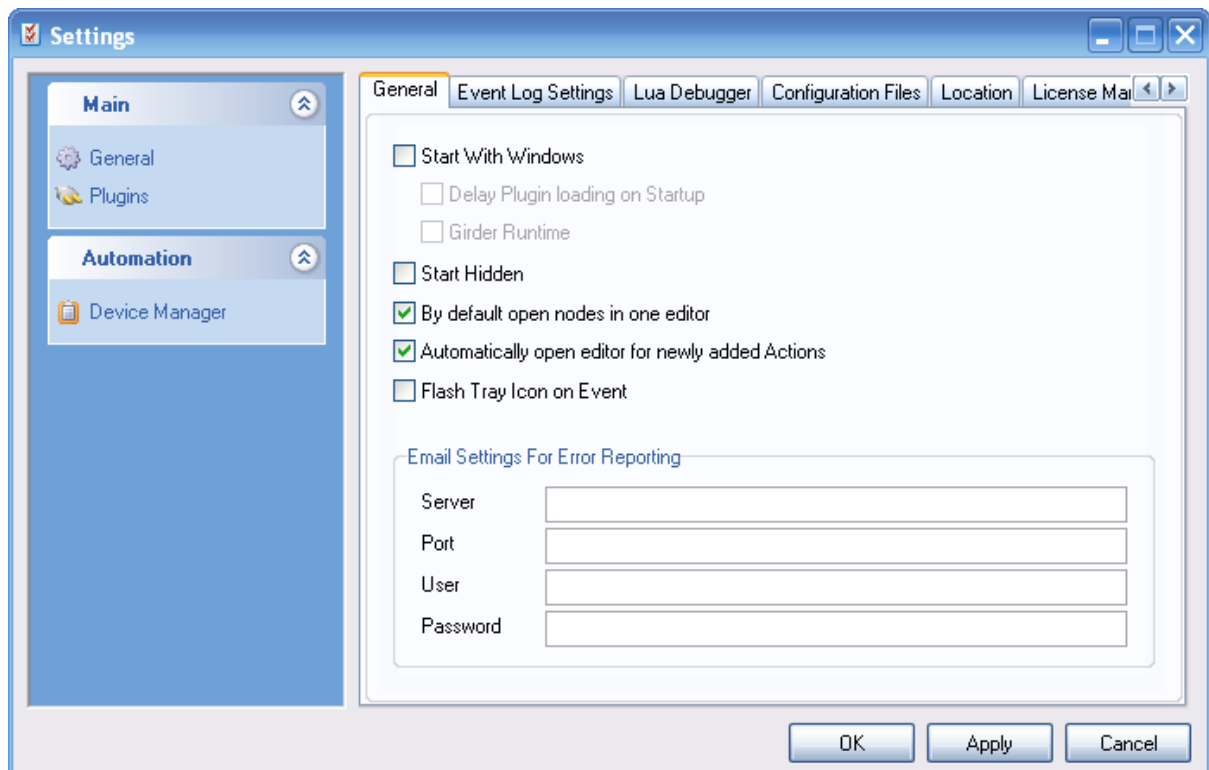 Settings
Main
General
Plugins
Automation
Device Manager
General Event Log Settings Lua Debugger Configuration Files Location License Mar
Start With Windows
Delay Plugin loading on Startup
Girder Runtime
Start Hidden
By default open nodes in one editor
Automatically open editor for newly added Actions
Flash Tray Icon on Event
Email Settings For Error Reporting
Server
Port
User
Password
OK Apply Cancel